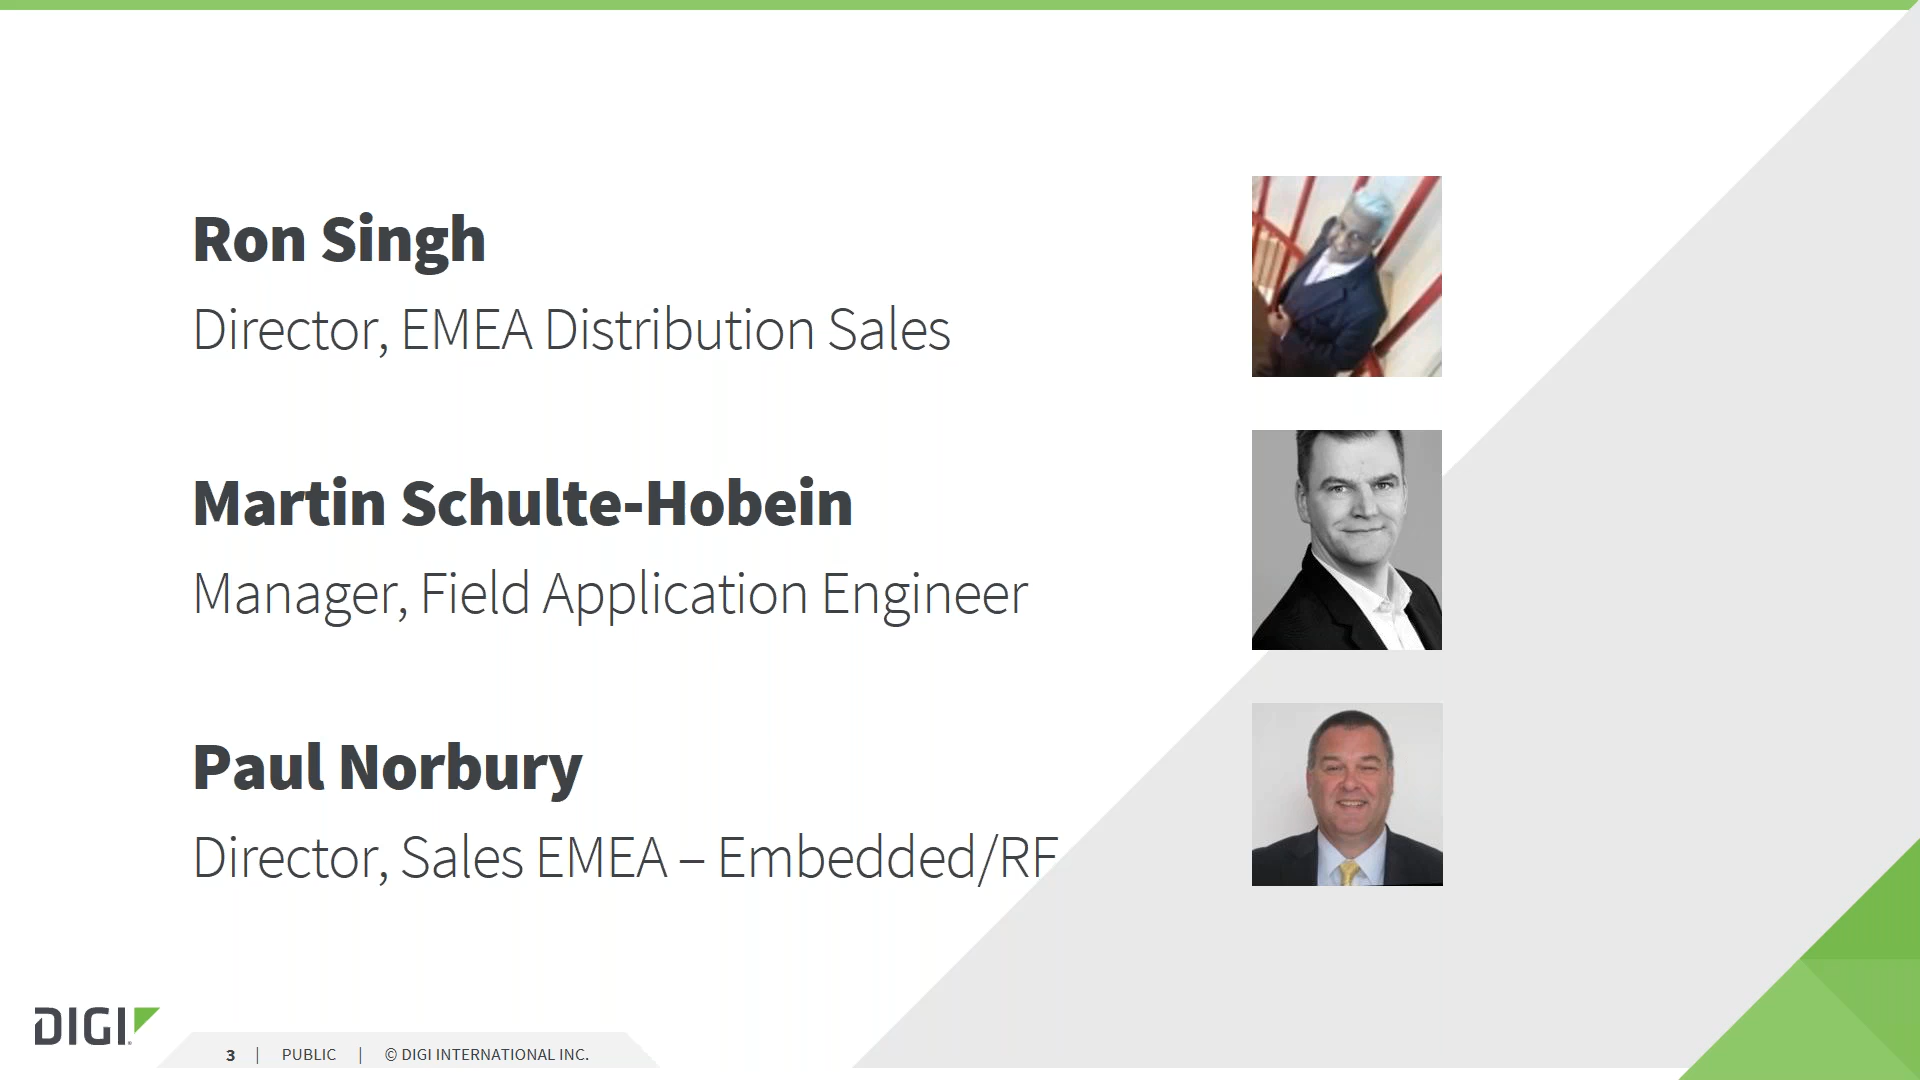 Ron Singh
Director, EMEA Distribution Sales
Martin Schulte-Hobein
Manager, Field Application Engineer
Paul Norbury
Director, Sales EMEA – Embedded/RF
DIGI
3 | PUBLIC | © DIGI INTERNATIONAL INC.